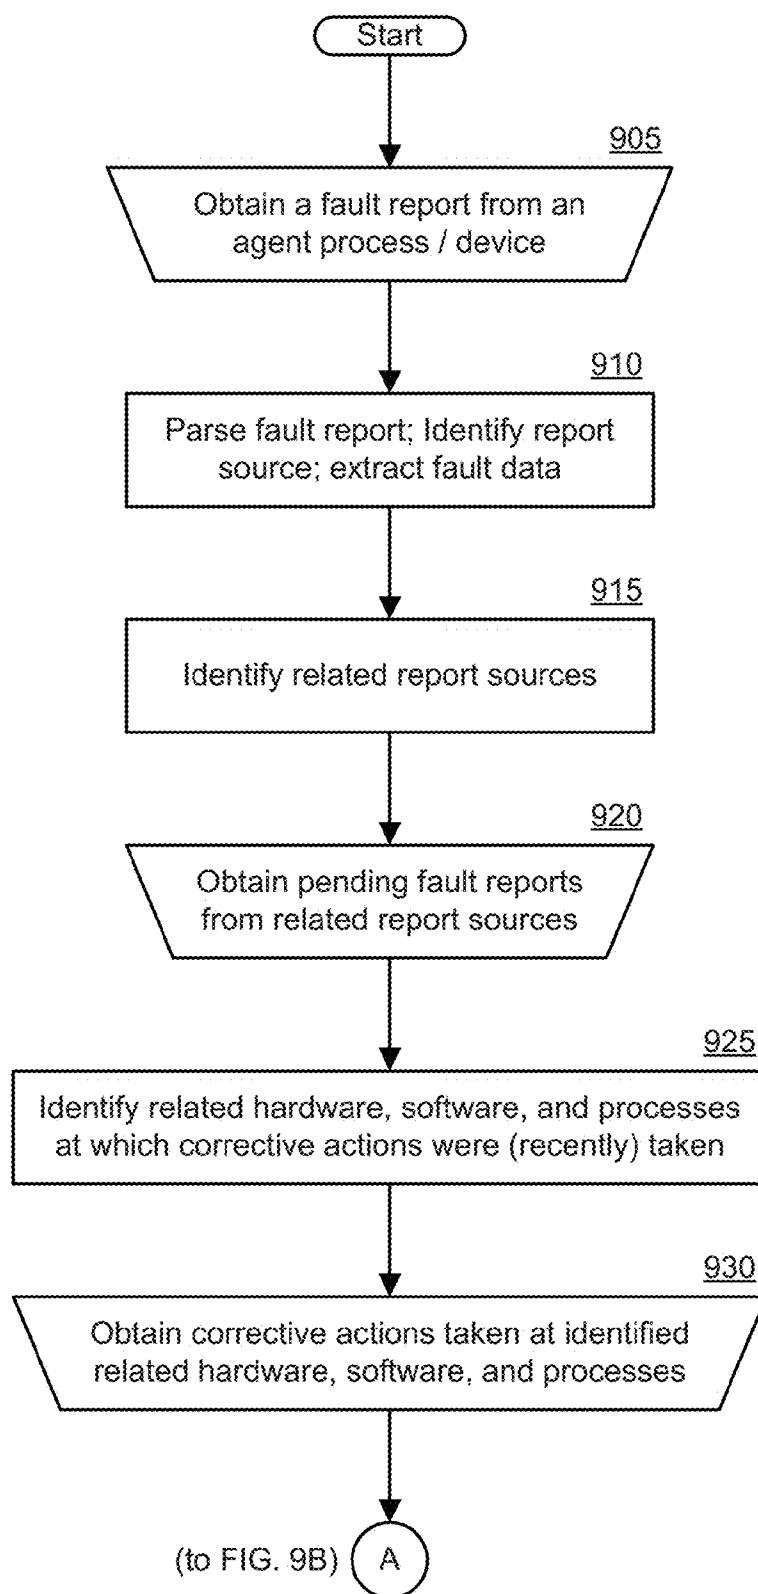 Start
905
Obtain a fault report from an
agent process / device
910
Parse fault report; Identify report
source; extract fault data
915
Identify related report sources
920
Obtain pending fault reports
from related report sources
925
Identify related hardware, software, and processes
at which corrective actions were (recently) taken
930
Obtain corrective actions taken at identified
related hardware, software, and processes
(to FIG. 9B) A